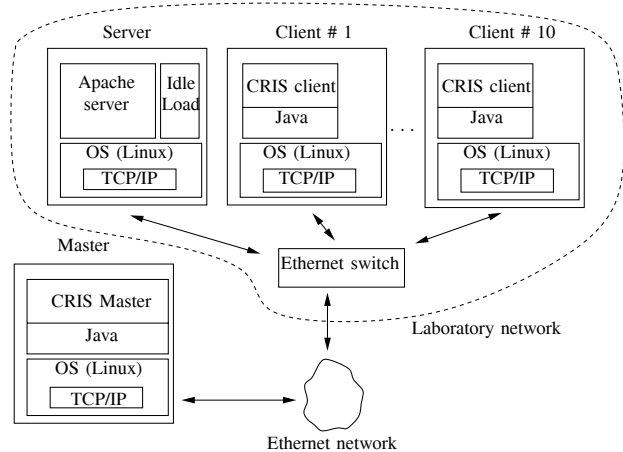 Server
Client # 1
Client # 10
Apache
server
Idle
Load
CRIS client
Java
CRIS client
Java
. . .
OS (Linux)
TCP/IP
OS (Linux)
TCP/IP
OS (Linux)
TCP/IP
Master
Ethernet switch
CRIS Master
Java
Laboratory network
OS (Linux)
TCP/IP
Ethernet network